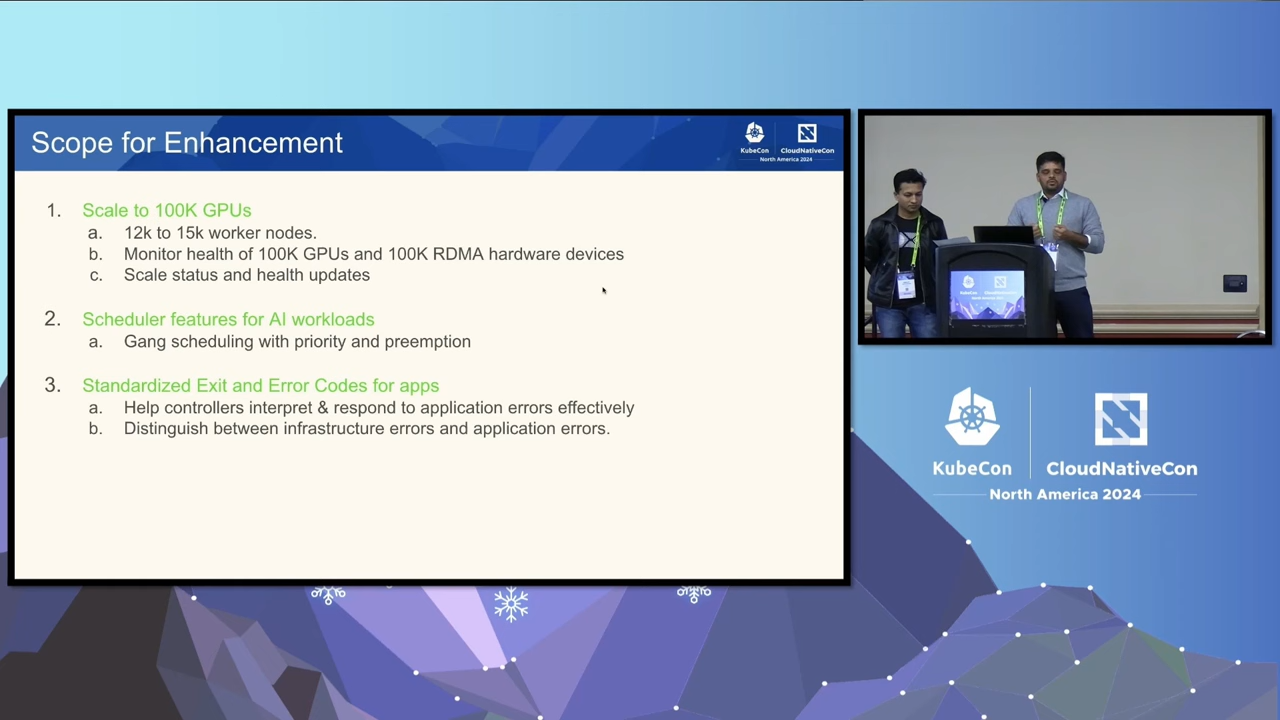 Scope for Enhancement
KubeCon
CloudNativeCon
North America 2024
1. Scale to 100K GPUs
a. 12k to 15k worker nodes.
b. Monitor health of 100K GPUs and 100K RDMA hardware devices
c. Scale status and health updates
2. Scheduler features for AI workloads
a. Gang scheduling with priority and preemption
3. Standardized Exit and Error Codes for apps
a. Help controllers interpret & respond to application errors effectively
b. Distinguish between infrastructure errors and application errors.
KubeCon
CloudNativeCon
KubeCon
CloudNativeCon
North America 2024